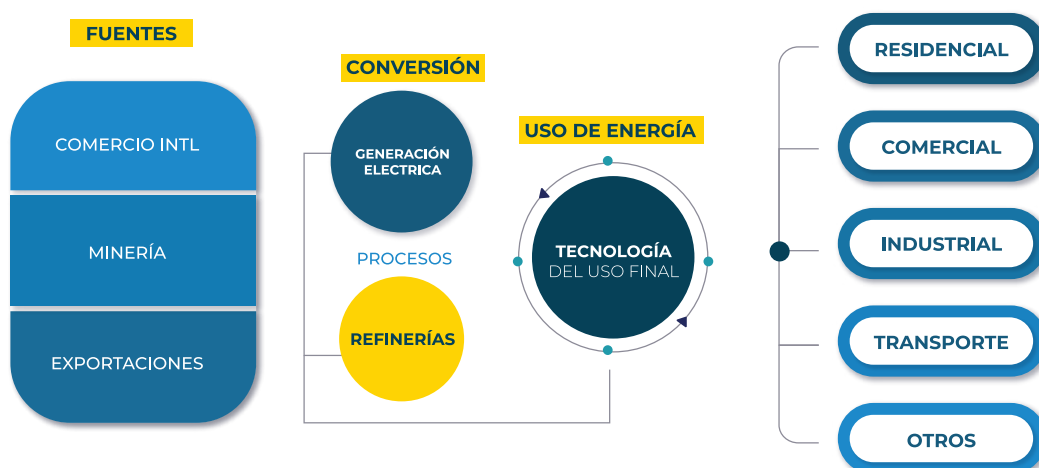 FUENTES
COMERCIO INTL
MINERÍA
EXPORTACIONES
CONVERSIÓN
GENERACIÓN
ELECTRICA
PROCESOS
REFINERÍAS
USO DE ENERGÍA
TECNOLOGÍA
DEL USO FINAL
RESIDENCIAL
COMERCIAL
INDUSTRIAL
TRANSPORTE
OTROS